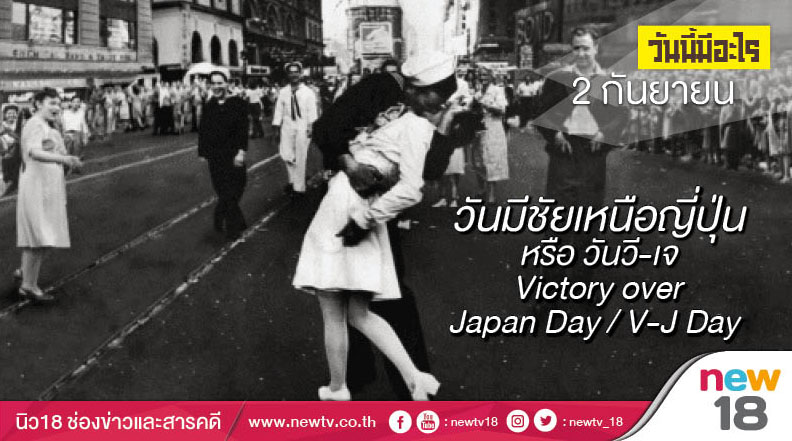 วันนี้มีอะไร
2 กันยายน
วันมีชัยเหนือญี่ปุ่น
หรือ วันวี-เจ
Victory over
Japan Day / V-J Day
new
18
นิว18 ช่องข่าวและสารคดี
www.newtv.co.th
f You Tube : newtv18
: newtv_18